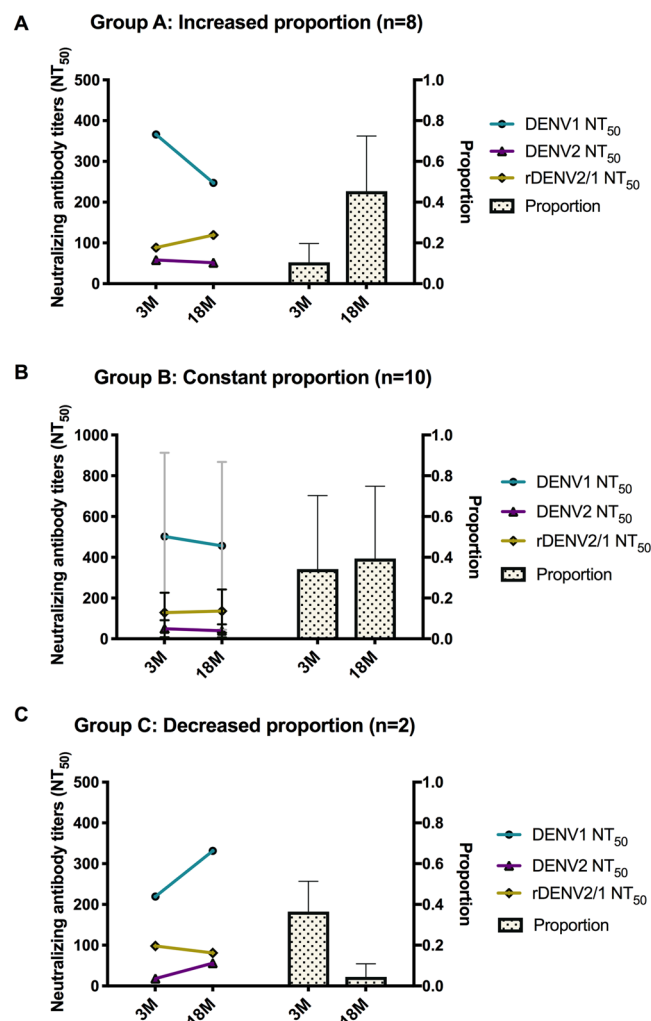 A
Group A: Increased proportion (n=8)
Neutralizing antibody titers (NT50)
500
400
300
200
100
0
3M
18M
3M
18M
1.0
0.8
0.6
0.4
0.2
0.0
Proportion
DENV1 NT50
DENV2 NT50
rDENV2/1 NT50
Proportion
B
Group B: Constant proportion (n=10)
Neutralizing antibody titers (NT50)
1000
800
600
400
200
0
3M
18M
3M
18M
1.0
0.8
0.6
0.4
0.2
0.0
Proportion
DENV1 NT50
DENV2 NT50
rDENV2/1 NT50
Proportion
C
Group C: Decreased proportion (n=2)
Neutralizing antibody titers (NT50)
500
400
300
200
100
0
3M
18M
3M
18M
1.0
0.8
0.6
0.4
0.2
0.0
Proportion
DENV1 NT50
DENV2 NT50
rDENV2/1 NT50
Proportion